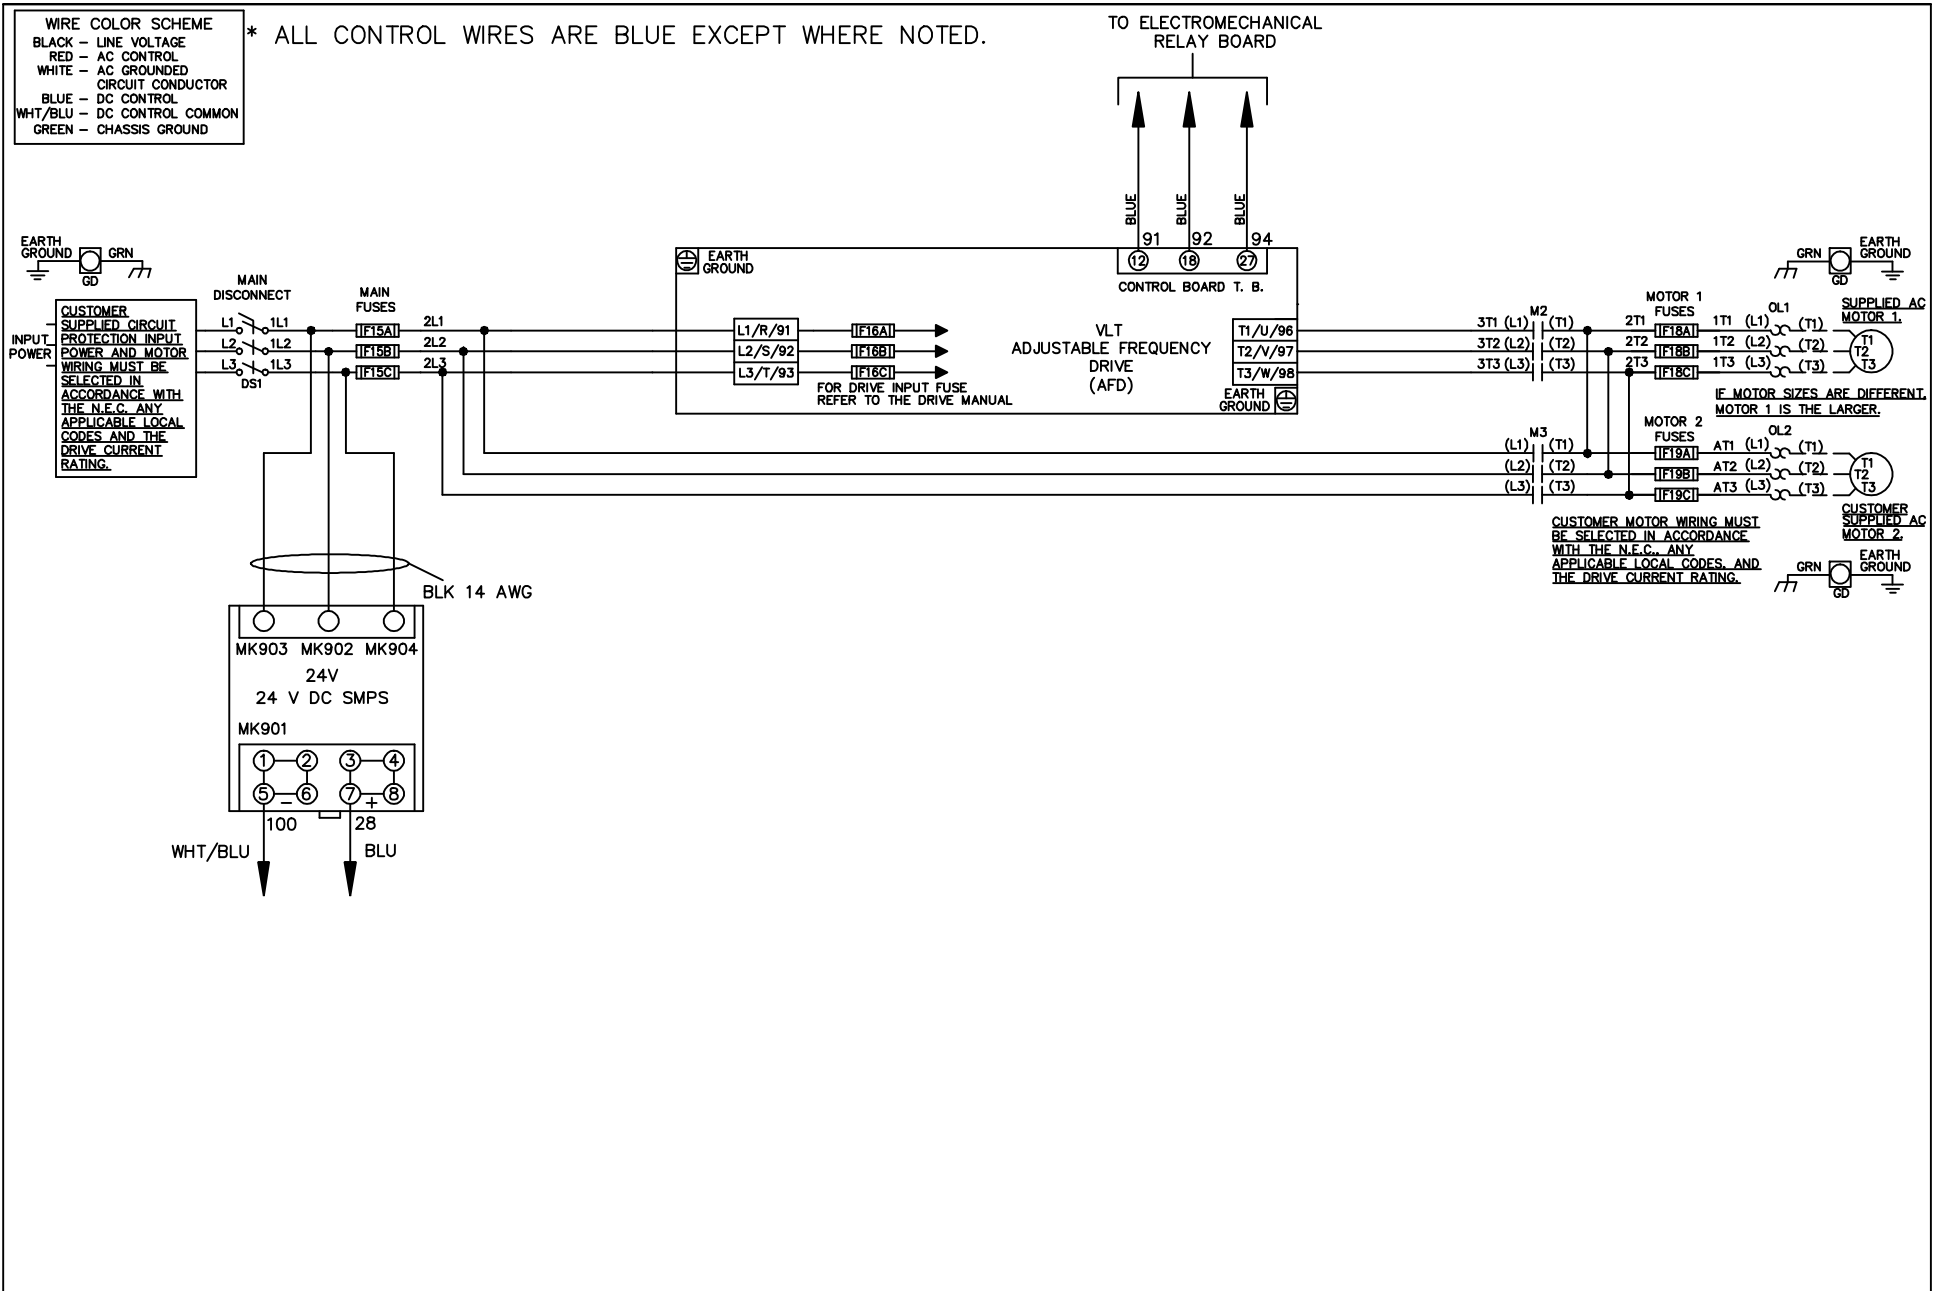 WIRE COLOR SCHEME
BLACK – LINE VOLTAGE
RED – AC CONTROL
WHITE – AC GROUNDED
CIRCUIT CONDUCTOR
BLUE – DC CONTROL
WHT/BLU – DC CONTROL COMMON
GREEN – CHASSIS GROUND
* ALL CONTROL WIRES ARE BLUE EXCEPT WHERE NOTED.
TO ELECTROMECHANICAL
RELAY BOARD
BLUE
BLUE
BLUE
91 92 94
12 18 27
CONTROL BOARD T. B.
EARTH
GROUND
GRN
GD
INPUT
POWER
CUSTOMER
SUPPLIED CIRCUIT
PROTECTION INPUT
POWER AND MOTOR
WIRING MUST BE
SELECTED IN
ACCORDANCE WITH
THE N.E.C. ANY
APPLICABLE LOCAL
CODES AND THE
DRIVE CURRENT
RATING.
MAIN
DISCONNECT
L1 1L1
L2 1L2
L3 1L3
DS1
MAIN
FUSES
F15A 2L1
F15B 2L2
F15C 2L3
EARTH
GROUND
L1/R/91 F16A
L2/S/92 F16B
L3/T/93 F16C
FOR DRIVE INPUT FUSE
REFER TO THE DRIVE MANUAL
VLT
ADJUSTABLE FREQUENCY
DRIVE
(AFD)
T1/U/96
T2/V/97
T3/W/98
EARTH
GROUND
M2
3T1 (L1) (T1)
3T2 (L2) (T2)
3T3 (L3) (T3)
MOTOR 1
FUSES
2T1 F18A 1T1 (L1) (T1)
2T2 F18B 1T2 (L2) (T2)
2T3 F18C 1T3 (L3) (T3)
OL1
GRN
GD
EARTH
GROUND
SUPPLIED AC
MOTOR 1.
T1
T2
T3
IF MOTOR SIZES ARE DIFFERENT,
MOTOR 1 IS THE LARGER.
M3
(L1) (T1)
(L2) (T2)
(L3) (T3)
MOTOR 2
FUSES
F19A AT1 (L1) (T1)
F19B AT2 (L2) (T2)
F19C AT3 (L3) (T3)
OL2
T1
T2
T3
CUSTOMER
SUPPLIED AC
MOTOR 2.
CUSTOMER MOTOR WIRING MUST
BE SELECTED IN ACCORDANCE
WITH THE N.E.C., ANY
APPLICABLE LOCAL CODES, AND
THE DRIVE CURRENT RATING.
GRN
GD
EARTH
GROUND
BLK 14 AWG
MK903 MK902 MK904
24V
24 V DC SMPS
MK901
1 2 3 4
5 – 6 7 + 8
100 28
WHT/BLU BLU